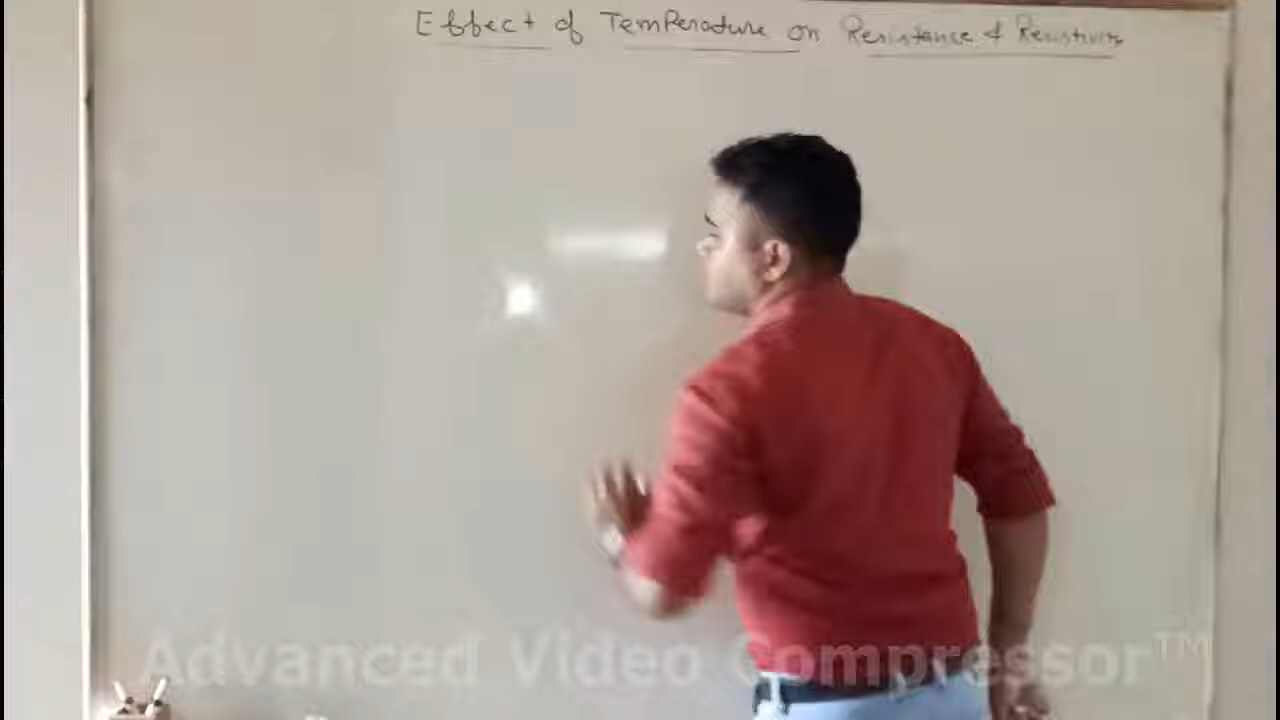 Effect of Temperature on Resistance & Resistivity
Advanced Video Compressor™